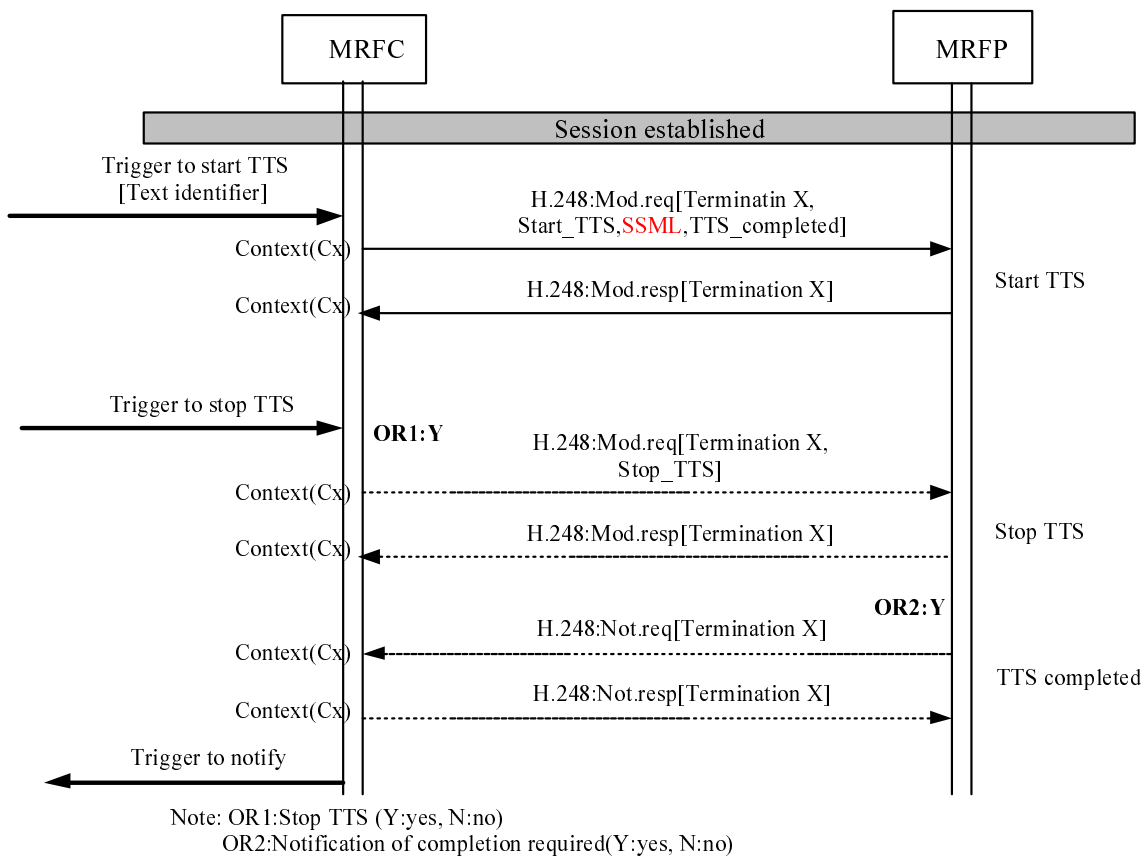 MRFC
MRFP
Session established
Trigger to start TTS
[Text identifier]
H.248:Mod.req[Terminatin X,
Start_TTS,SSML,TTS_completed]
Context(Cx)
Start TTS
H.248:Mod.resp[Termination X]
Context(Cx)
Trigger to stop TTS
OR1:Y
H.248:Mod.req[Termination X,
Stop_TTS]
Context(Cx)
H.248:Mod.resp[Termination X]
Stop TTS
Context(Cx)
OR2:Y
H.248:Not.req[Termination X]
Context(Cx)
TTS completed
H.248:Not.resp[Termination X]
Context(Cx)
Trigger to notify
Note: OR1:Stop TTS (Y:yes, N:no)
OR2:Notification of completion required(Y:yes, N:no)